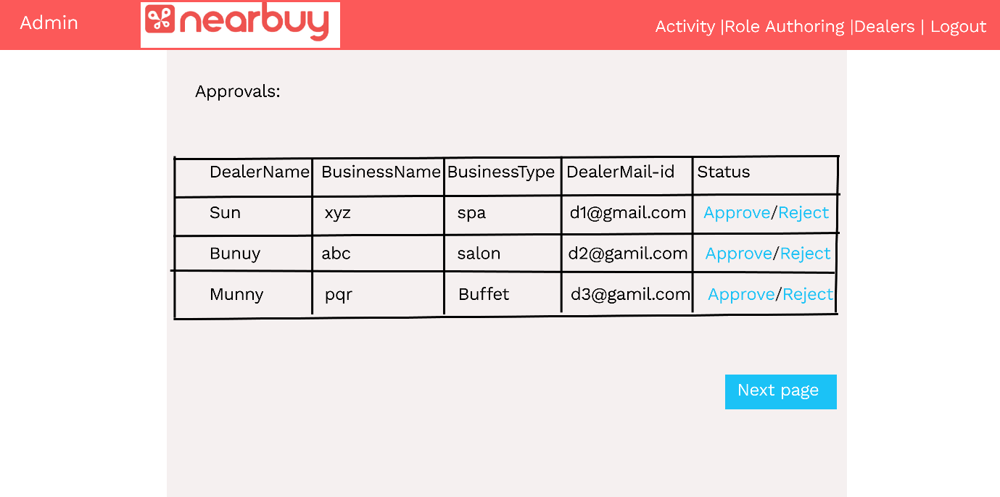 Admin
nearbuy
Activity |Role Authoring |Dealers | Logout
Approvals:
DealerName BusinessName BusinessType DealerMail-id Status
Sun xyz spa d1@gmail.com Approve/Reject
Bunuy abc salon d2@gamil.com Approve/Reject
Munny pqr Buffet d3@gamil.com Approve/Reject
Next page